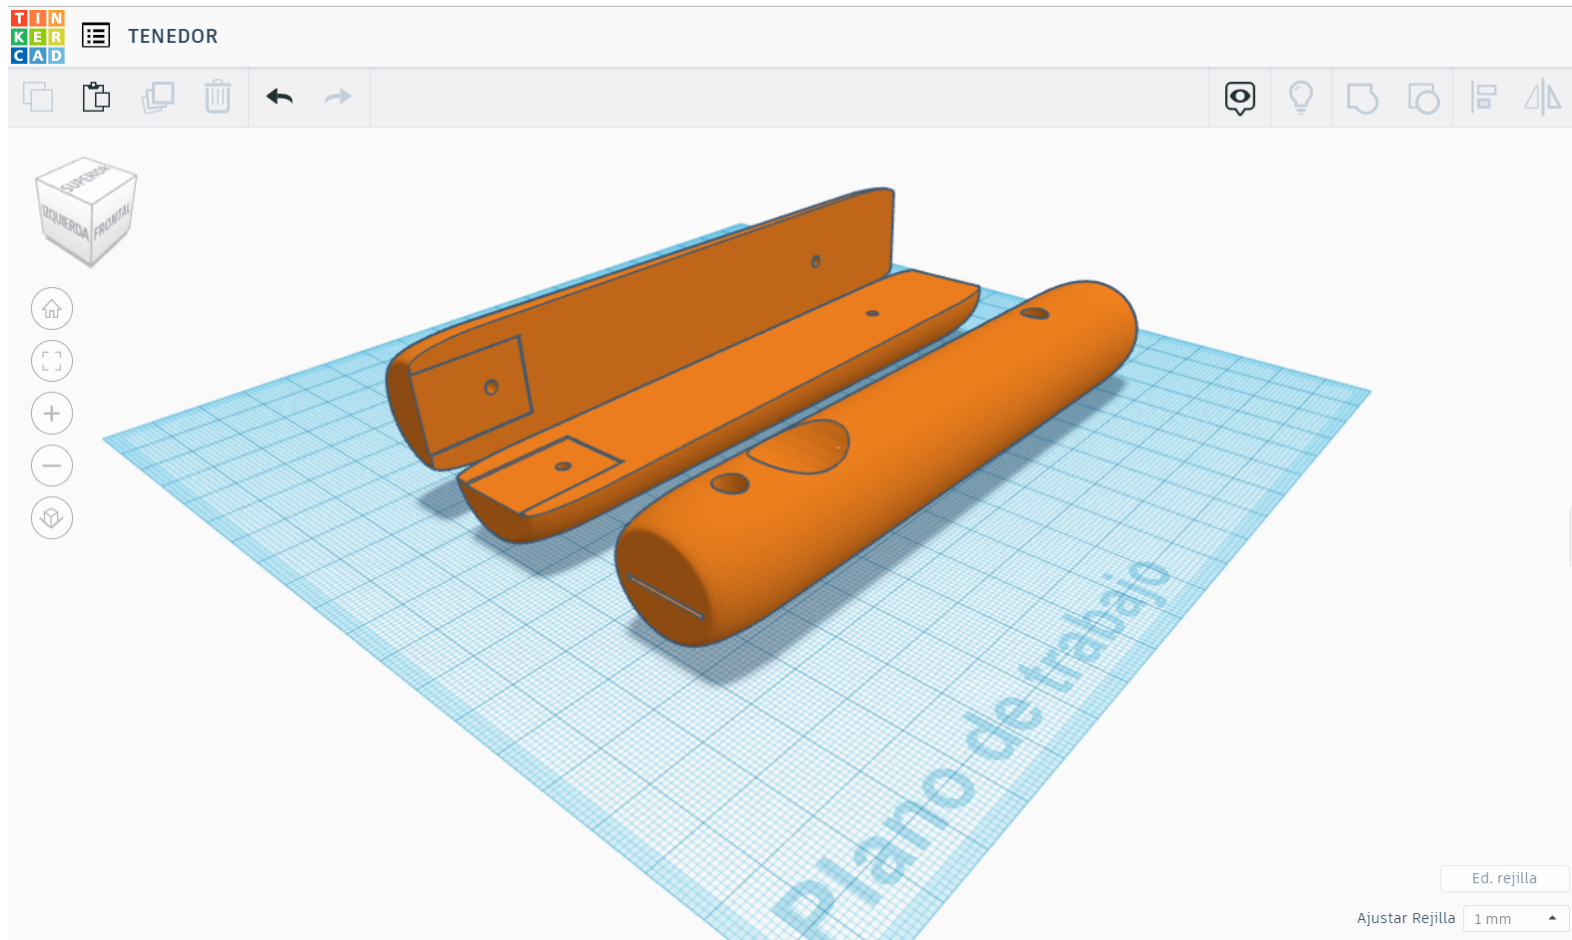 TIN
KER
CAD
TENEDOR
SUPERIOR
IZQUIERDA
FRONTAL
Plano de trabajo
Ed. rejilla
Ajustar Rejilla
1 mm